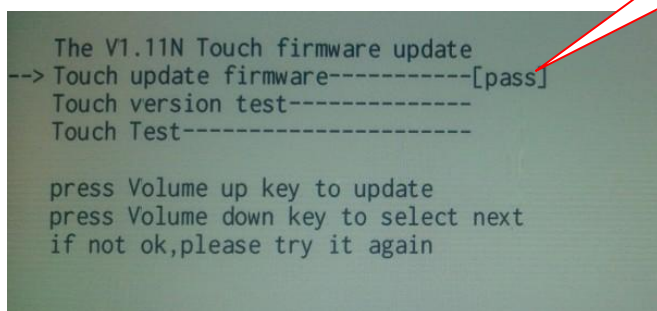 The V1.11N Touch firmware update
--> Touch update firmware-----------[pass]
Touch version test--------------
Touch Test----------------------
press Volume up key to update
press Volume down key to select next
if not ok,please try it again